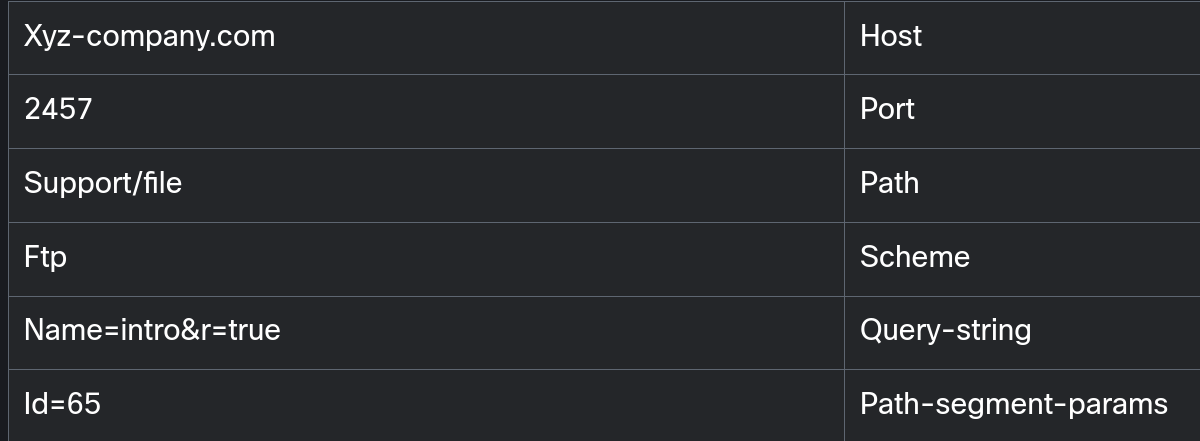 Xyz-company.com Host
2457 Port
Support/file Path
Ftp Scheme
Name=intro&r=true Query-string
Id=65 Path-segment-params